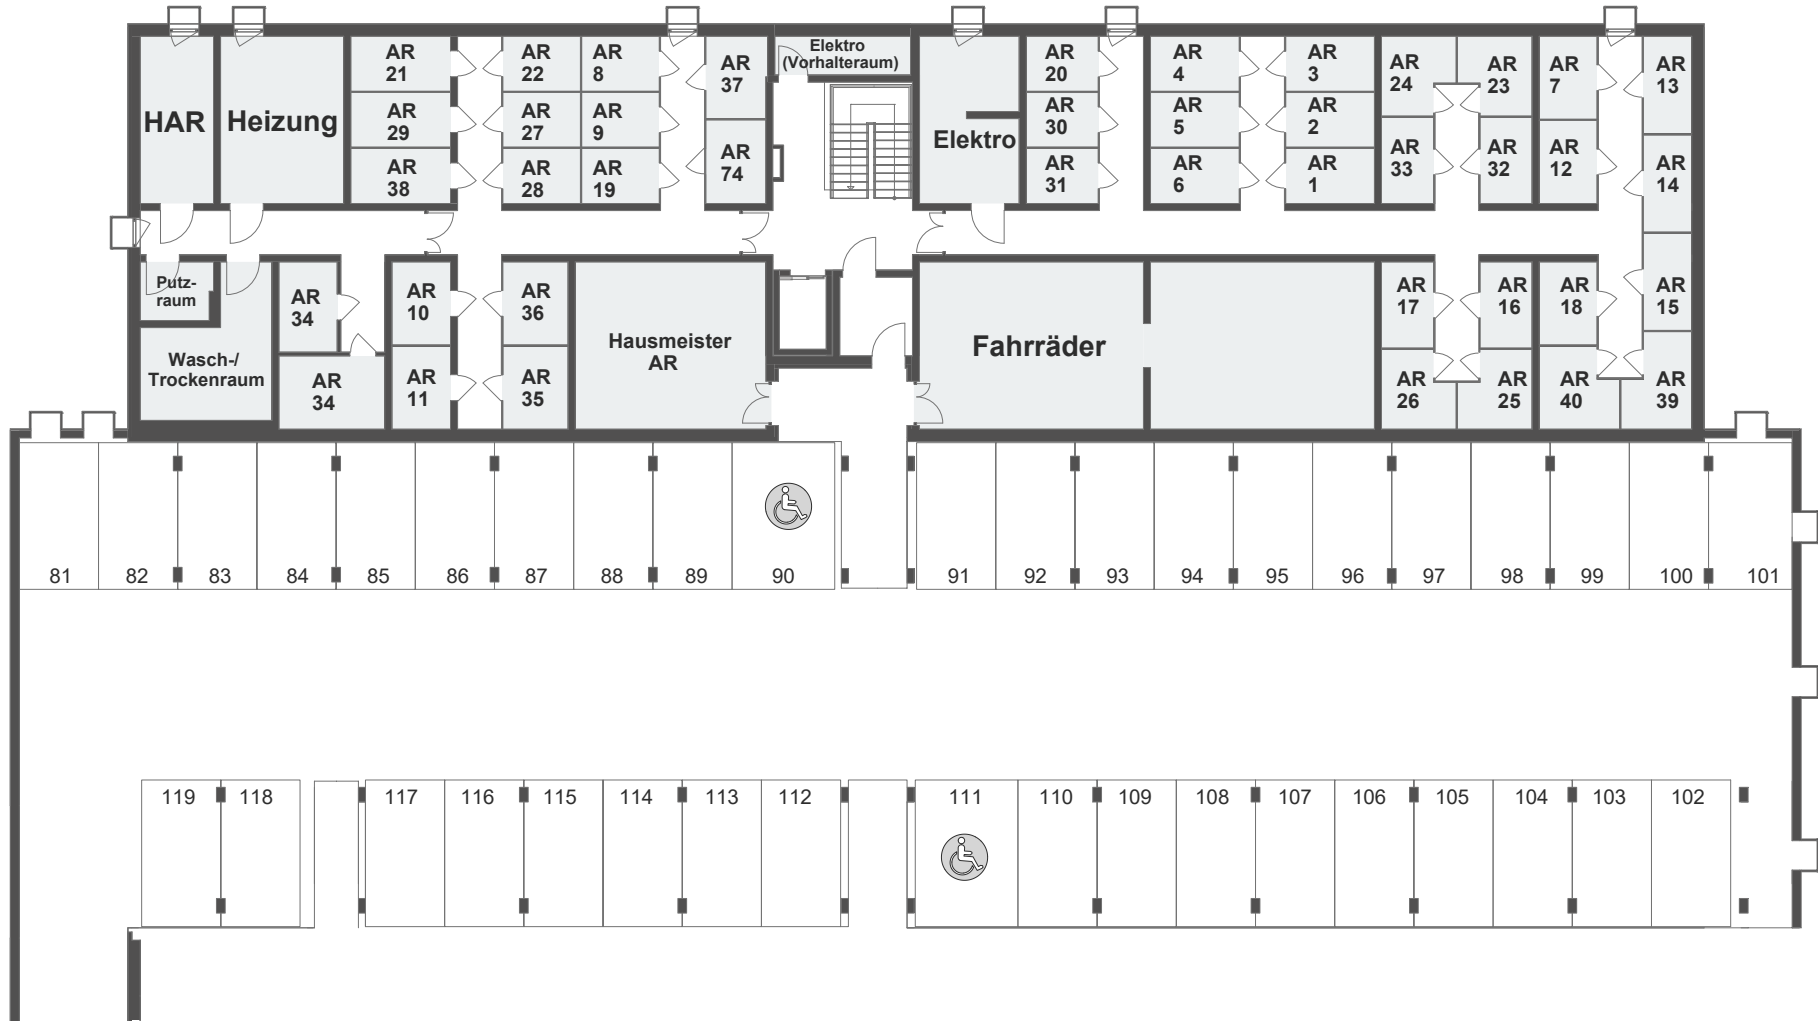 Elektro
(Vorhalteraum)
HAR
Heizung
AR
21
AR
29
AR
38
AR
22
AR
27
AR
28
AR
8
AR
9
AR
19
AR
37
AR
74
Elektro
AR
20
AR
30
AR
31
AR
4
AR
5
AR
6
AR
3
AR
2
AR
1
AR
24
AR
33
AR
23
AR
32
AR
7
AR
12
AR
13
AR
14
AR
15
AR
39
Putz-
raum
Wasch-/
Trockenraum
AR
34
AR
34
AR
10
AR
11
AR
36
AR
35
Hausmeister
AR
Fahrräder
AR
17
AR
26
AR
16
AR
25
AR
18
AR
40
81 82 83 84 85 86 87 88 89 90 91 92 93 94 95 96 97 98 99 100 101
119 118 117 116 115 114 113 112 111 110 109 108 107 106 105 104 103 102